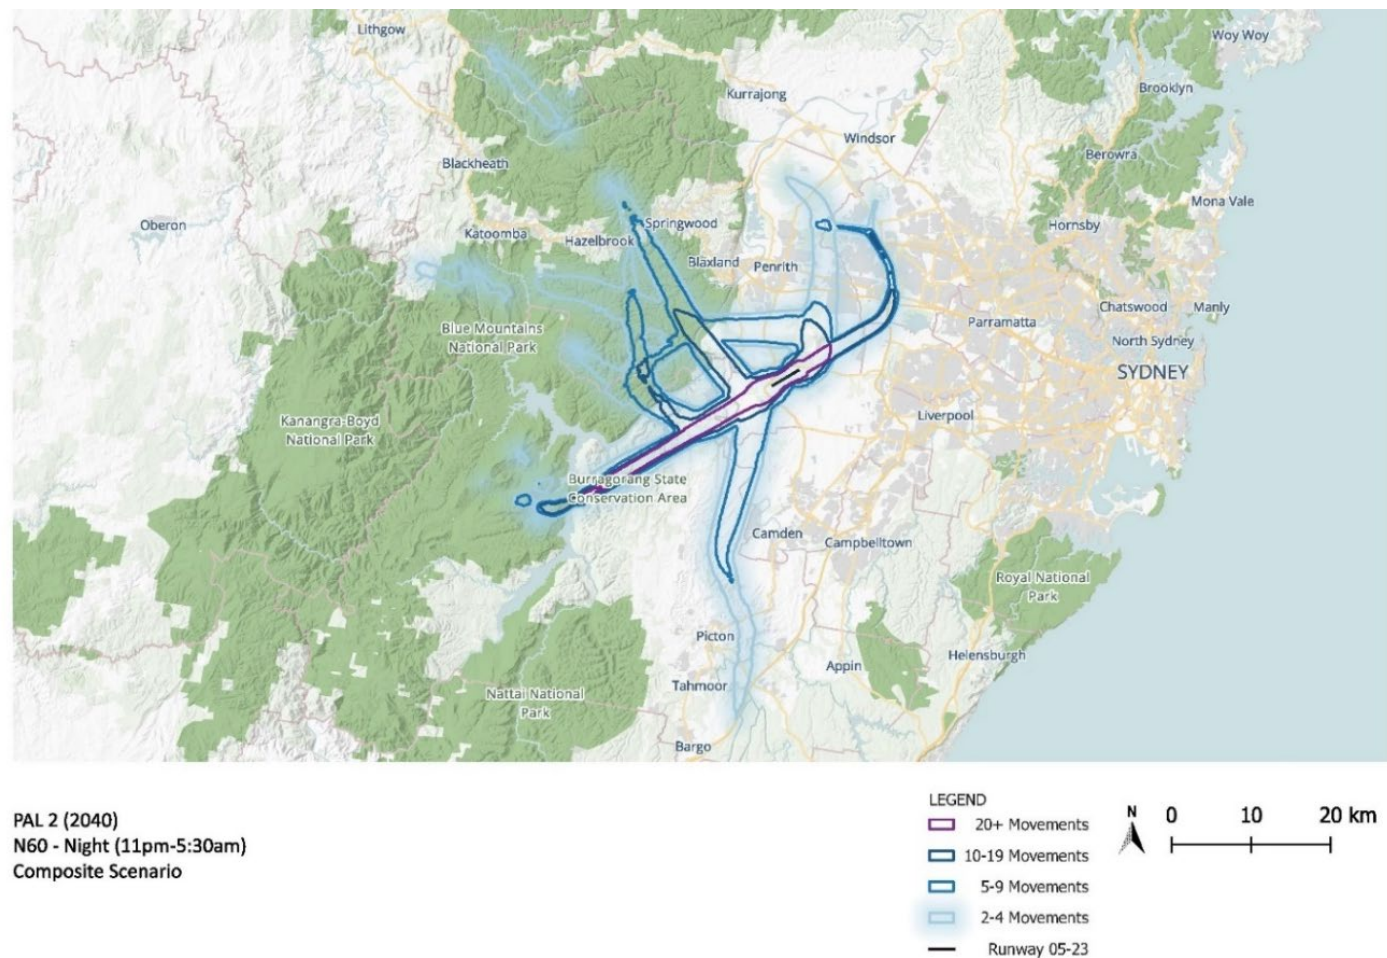 Lithgow
Woy Woy
Kurrajong
Brooklyn
Windsor
Berowra
Blackheath
Mona Vale
Oberon
Springwood
Hornsby
Katoomba
Hazelbrook
Blaxland
Penrith
Chatswood
Manly
Parramatta
Blue Mountains
National Park
North Sydney
SYDNEY
Kanangra-Boyd
National Park
Liverpool
Burragorang State
Conservation Area
Camden
Campbelltown
Royal National
Park
Picton
Appin
Helensburgh
Tahmoor
Nattai National
Park
Bargo
PAL 2 (2040)
N60 - Night (11pm-5:30am)
Composite Scenario
LEGEND
20+ Movements
10-19 Movements
5-9 Movements
2-4 Movements
Runway 05-23
N
0 10 20 km